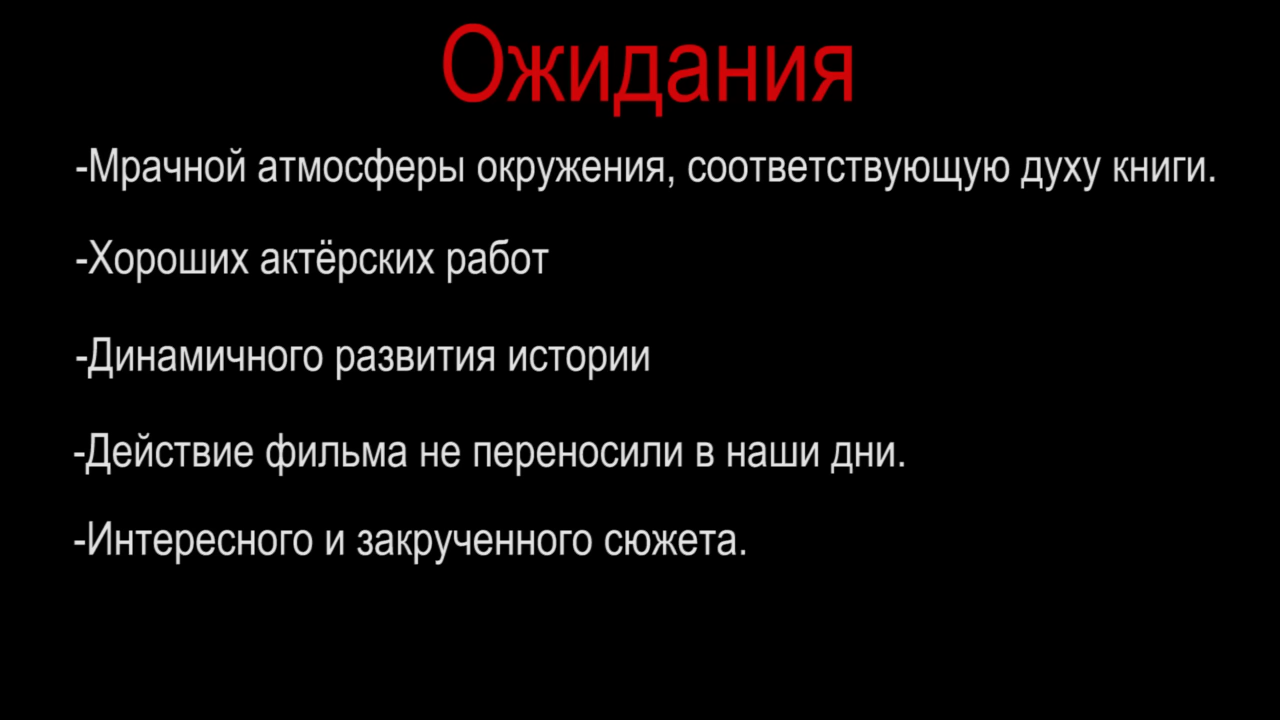 Ожидания
-Мрачной атмосферы окружения, соответствующую духу книги.
-Хороших актёрских работ
-Динамичного развития истории
-Действие фильма не переносили в наши дни.
-Интересного и закрученного сюжета.